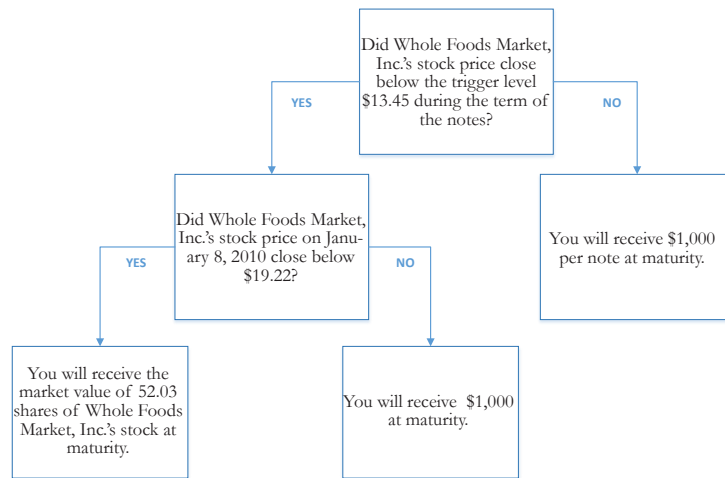 Did Whole Foods Market,
Inc.'s stock price close
below the trigger level
$13.45 during the term of
the notes?
YES
NO
Did Whole Foods Market,
Inc.'s stock price on Janu-
ary 8, 2010 close below
$19.22?
You will receive $1,000
per note at maturity.
YES
NO
You will receive the
market value of 52.03
shares of Whole Foods
Market, Inc.'s stock at
maturity.
You will receive $1,000
at maturity.